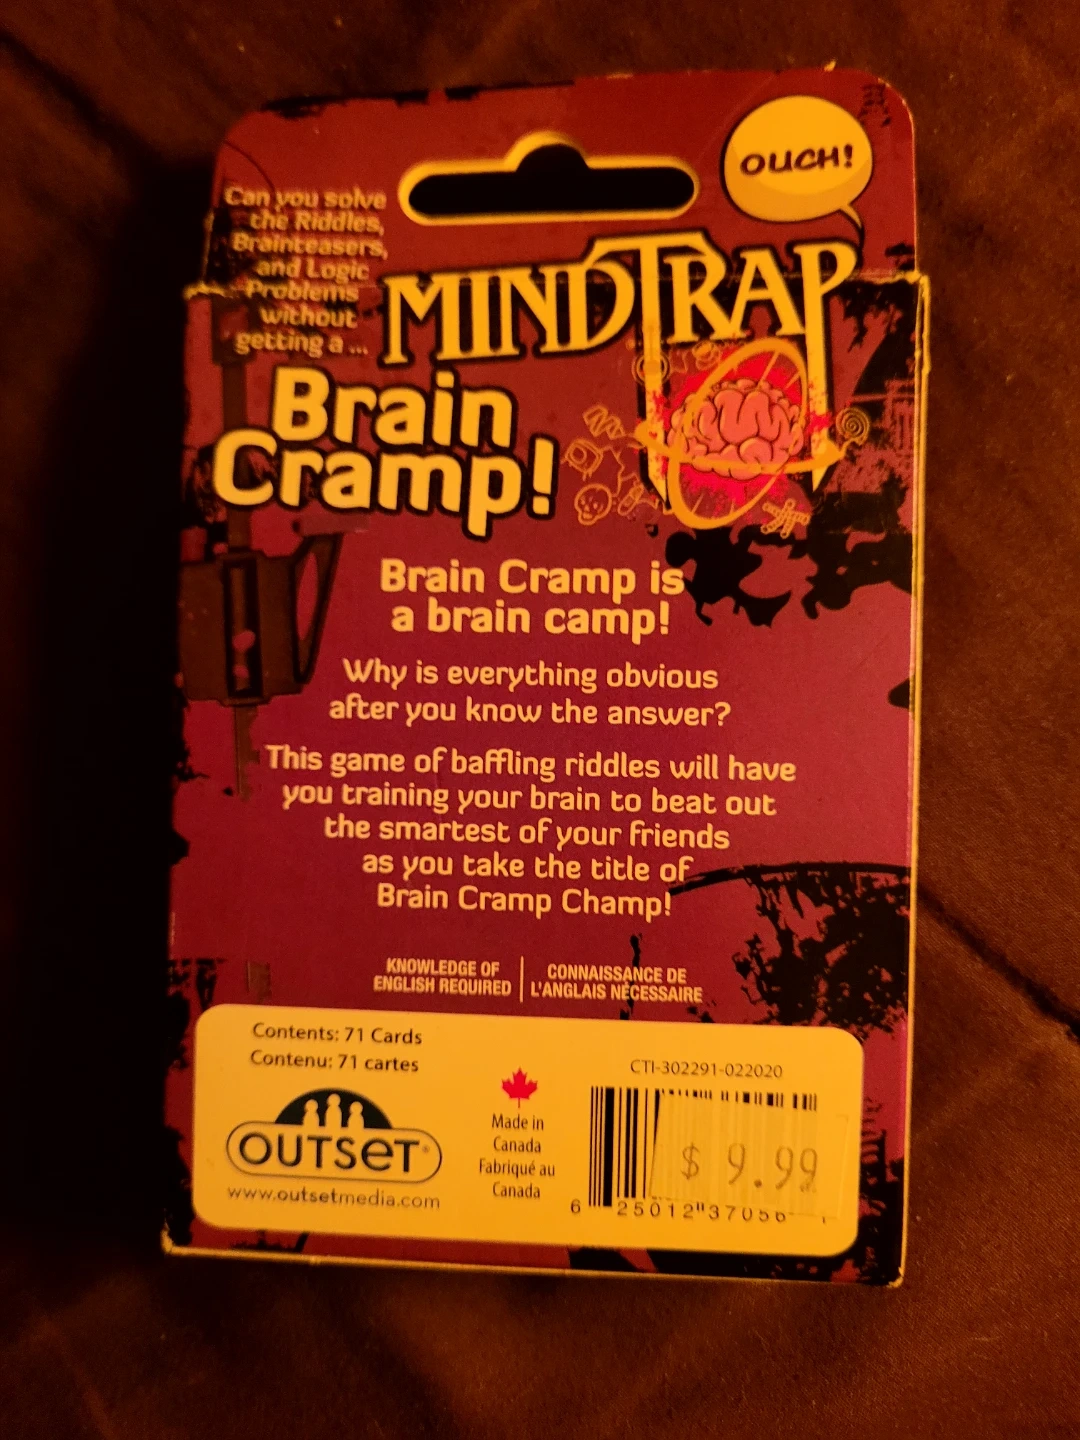 OUCH!
Can you solve
the Riddles,
Brainteasers,
and Logic
Problems
without
getting a ...
MINDTRAP
Brain
Cramp!
Brain Cramp is
a brain camp!
Why is everything obvious
after you know the answer?
This game of baffling riddles will have
you training your brain to beat out
the smartest of your friends
as you take the title of
Brain Cramp Champ!
KNOWLEDGE OF
ENGLISH REQUIRED
CONNAISSANCE DE
L'ANGLAIS NÉCESSAIRE
Contents: 71 Cards
Contenu: 71 cartes
OUTSET®
www.outsetmedia.com
Made in
Canada
Fabriqué au
Canada
CTI-302291-022020
$ 9.99
6 25012 37056